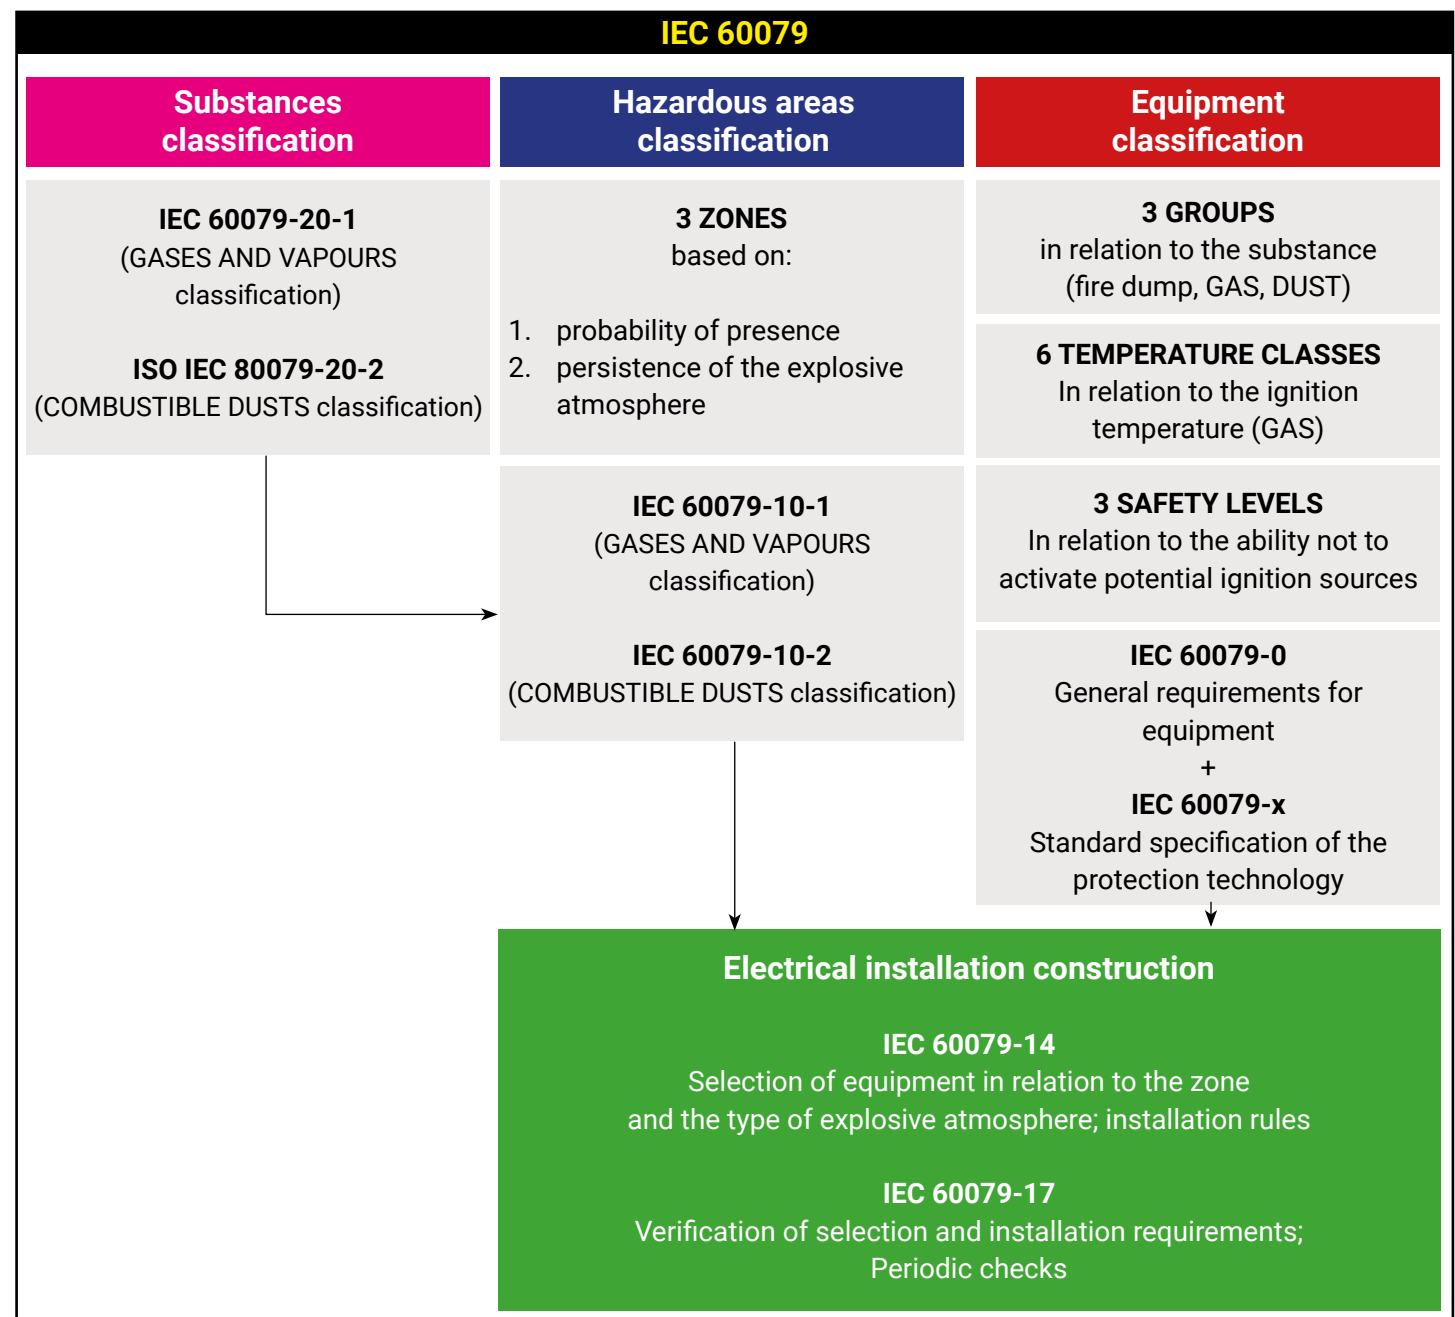 IEC 60079
Substances
classification
IEC 60079-20-1
(GASES AND VAPOURS
classification)
ISO IEC 80079-20-2
(COMBUSTIBLE DUSTS classification)
Hazardous areas
classification
3 ZONES
based on:
1. probability of presence
2. persistence of the explosive
atmosphere
IEC 60079-10-1
(GASES AND VAPOURS
classification)
IEC 60079-10-2
(COMBUSTIBLE DUSTS classification)
Equipment
classification
3 GROUPS
in relation to the substance
(fire dump, GAS, DUST)
6 TEMPERATURE CLASSES
In relation to the ignition
temperature (GAS)
3 SAFETY LEVELS
In relation to the ability not to
activate potential ignition sources
IEC 60079-0
General requirements for
equipment
+
IEC 60079-x
Standard specification of the
protection technology
Electrical installation construction
IEC 60079-14
Selection of equipment in relation to the zone
and the type of explosive atmosphere; installation rules
IEC 60079-17
Verification of selection and installation requirements;
Periodic checks